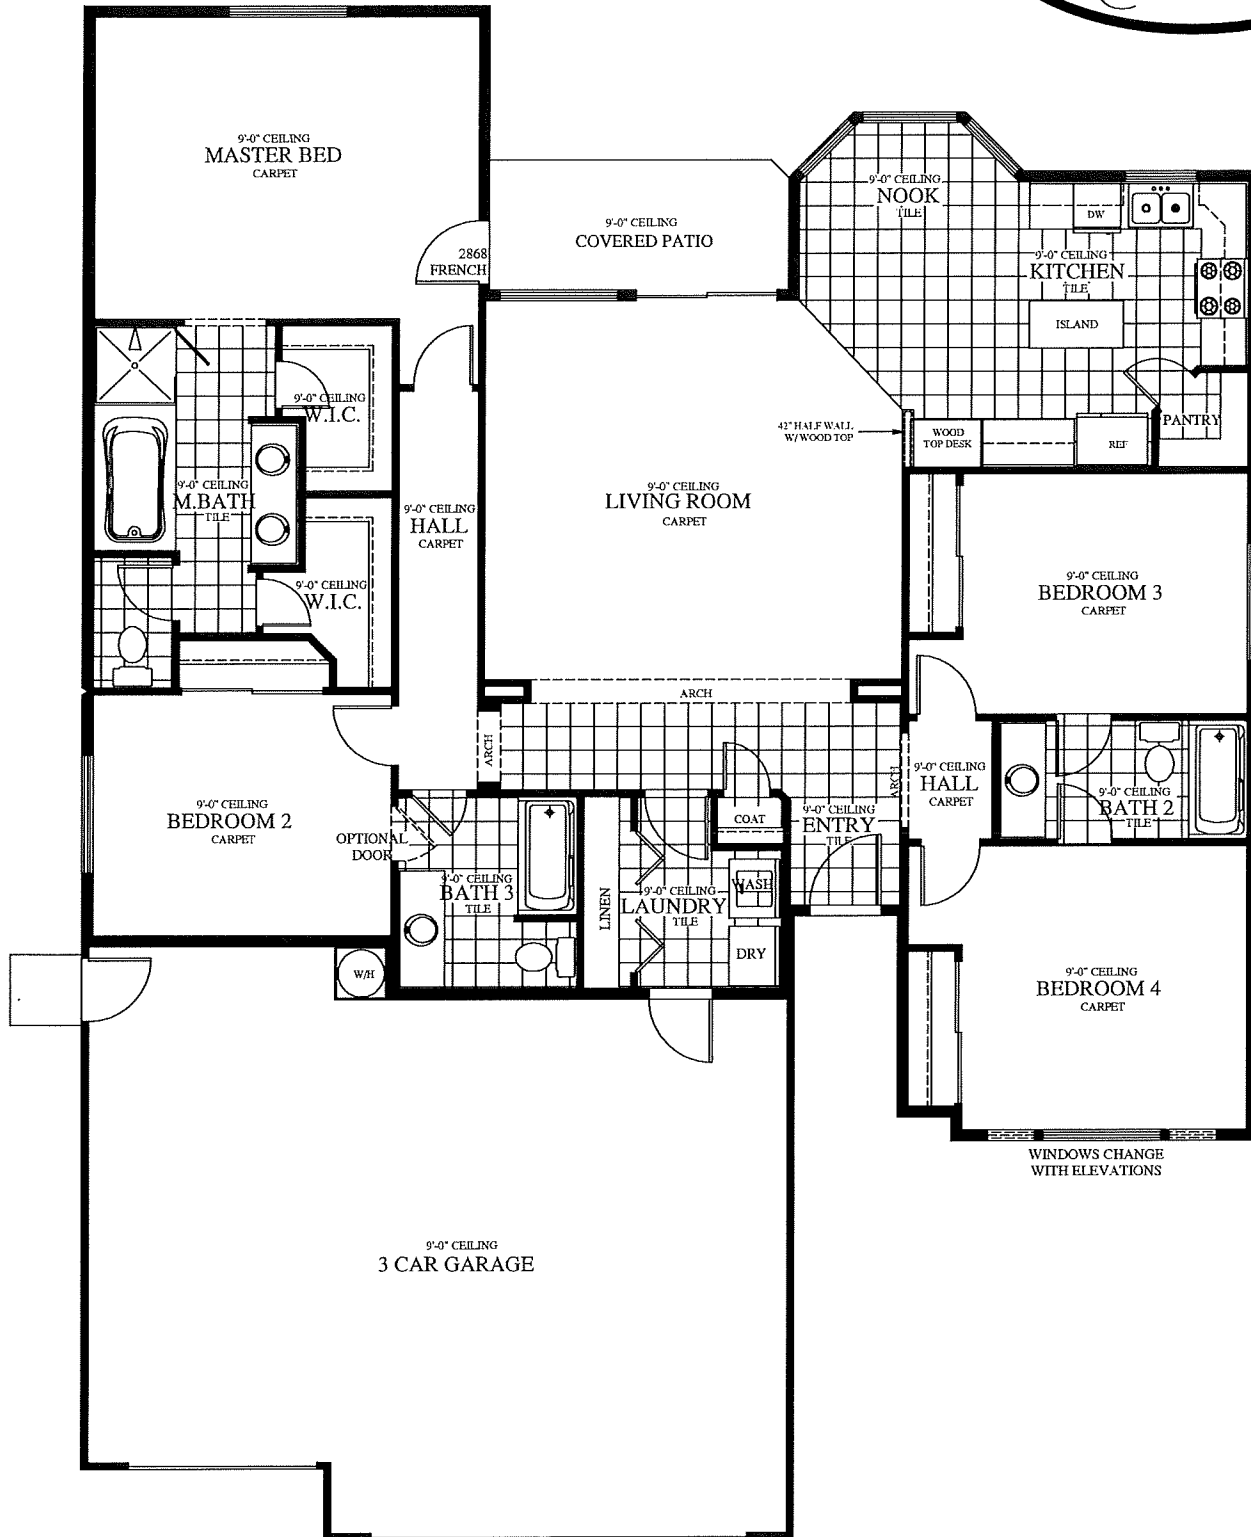 9'-0" CEILING
MASTER BED
CARPET
9'-0" CEILING
NOOK
TILE
DW
9'-0" CEILING
COVERED PATIO
2868
FRENCH
9'-0" CEILING
KITCHEN
TILE
ISLAND
9'-0" CEILING
W.I.C.
42" HALF WALL
W/ WOOD TOP
WOOD
TOP DESK
REF
PANTRY
9'-0" CEILING
M.BATH
TILE
9'-0" CEILING
HALL
CARPET
9'-0" CEILING
LIVING ROOM
CARPET
9'-0" CEILING
W.I.C.
9'-0" CEILING
BEDROOM 3
CARPET
ARCH
ARCH
ARCH
9'-0" CEILING
HALL
CARPET
9'-0" CEILING
BATH 2
TILE
9'-0" CEILING
BEDROOM 2
CARPET
OPTIONAL
DOOR
COAT
9'-0" CEILING
ENTRY
TILE
9'-0" CEILING
BATH 3
TILE
LINEN
9'-0" CEILING
LAUNDRY
TILE
WASH
DRY
W/H
9'-0" CEILING
BEDROOM 4
CARPET
WINDOWS CHANGE
WITH ELEVATIONS
9'-0" CEILING
3 CAR GARAGE